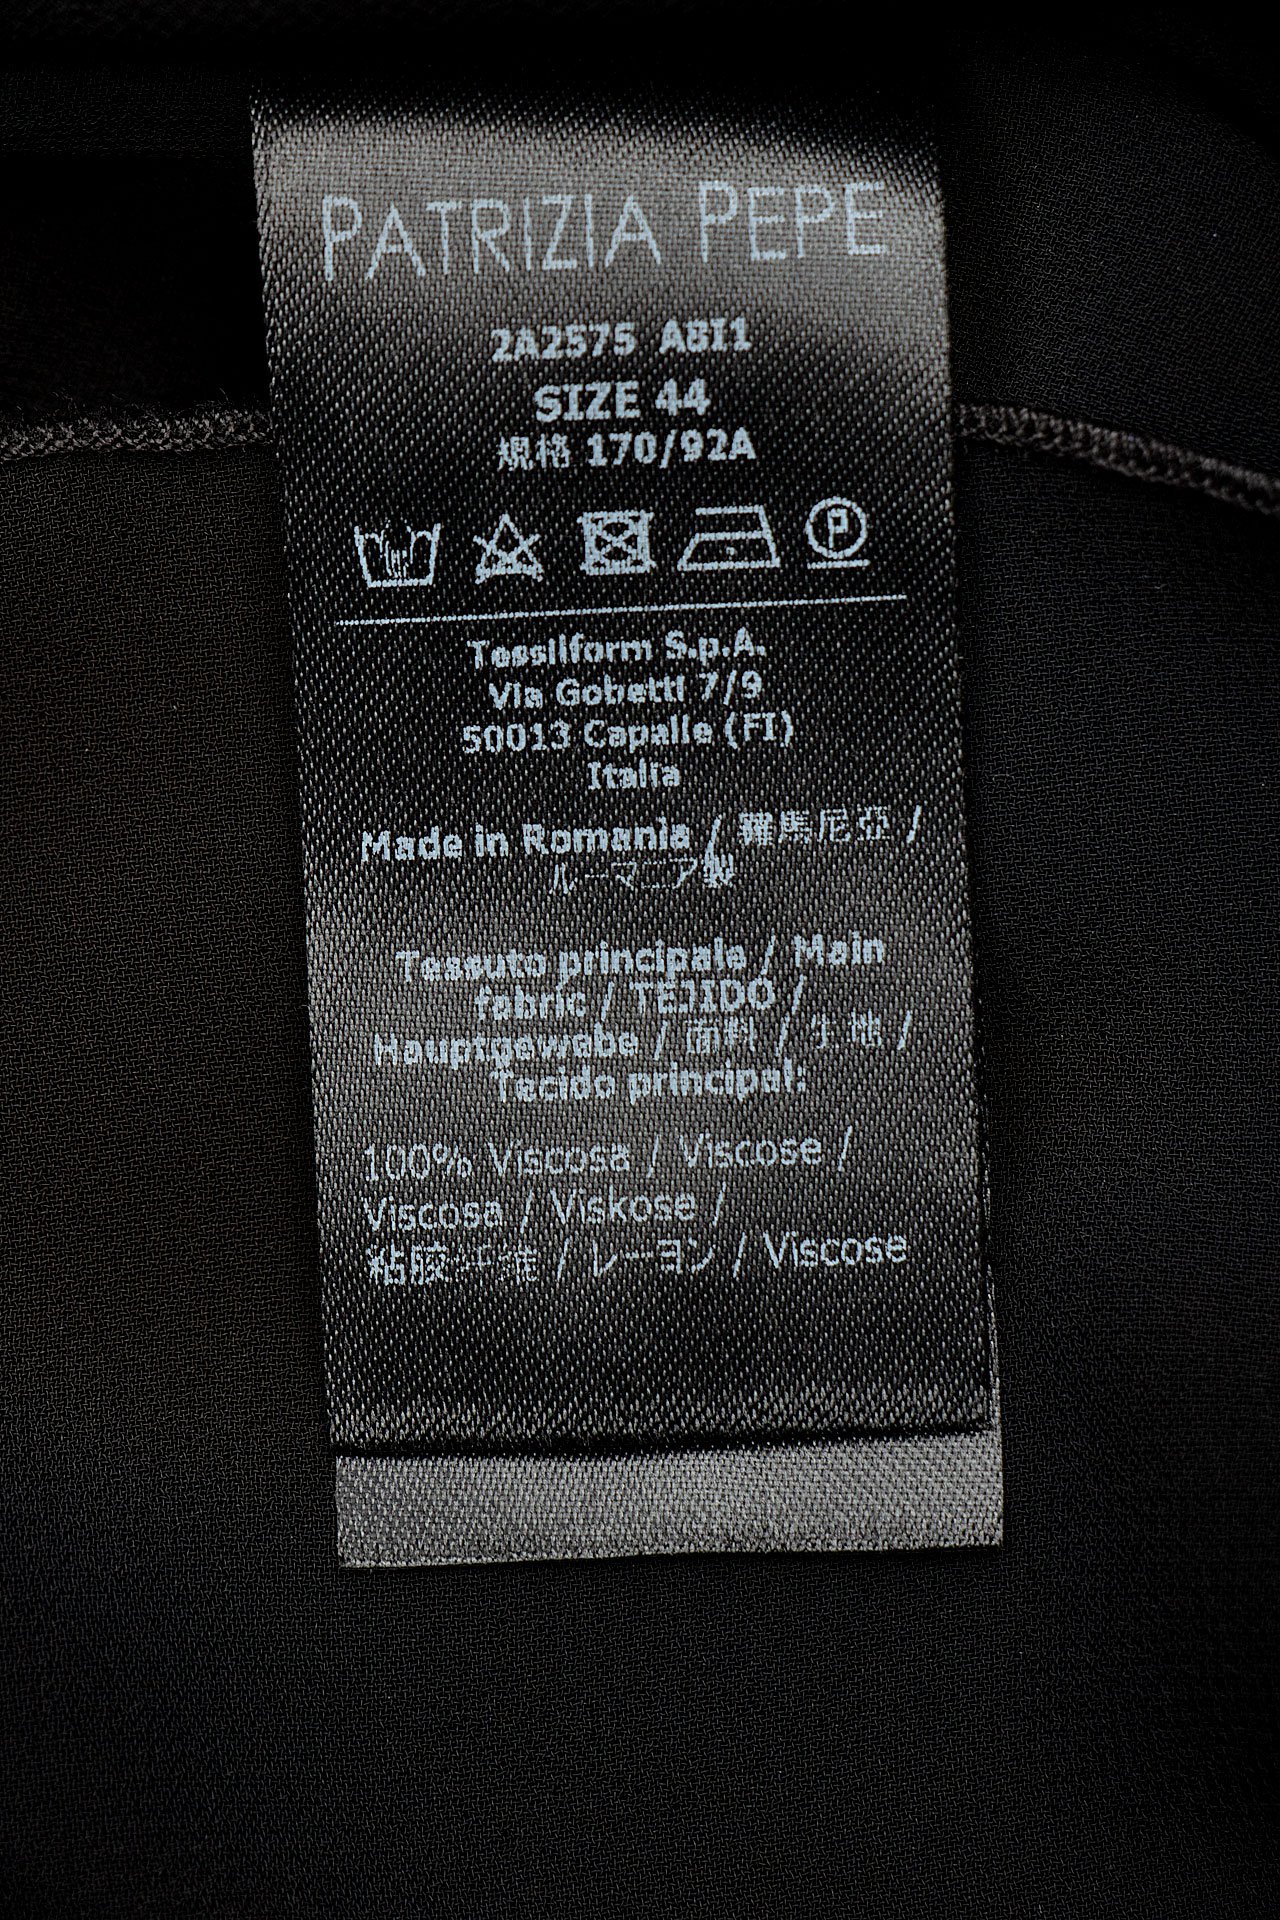 PATRIZIA PEPE
2A2575 A8I1
SIZE 44
規格 170/92A
P
Tessilform S.p.A.
Via Gobetti 7/9
50013 Capalle (FI)
Italia
Made in Romania / 羅馬尼亞 /
ルーマニア製
Tessuto principale / Main
fabric / TEJIDO /
Hauptgewebe / 面料 / 生地 /
Tecido principal:
100% Viscosa / Viscose /
Viscosa / Viskose /
粘胶纤维 / レーヨン / Viscose